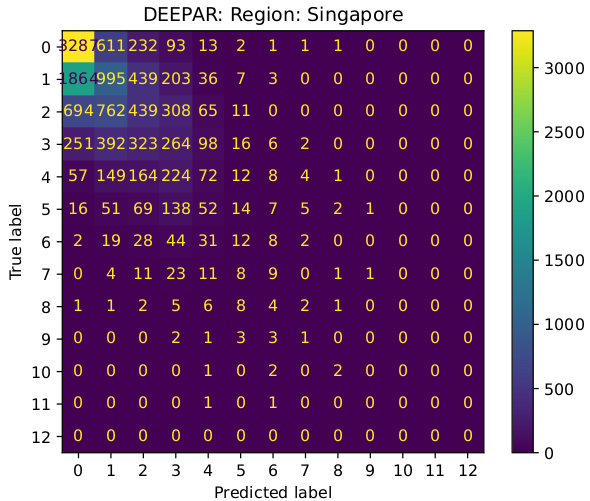 DEEPAR: Region: Singapore
0 3287 611 232 93 13 2 1 1 1 0 0 0 0
1 1864 995 439 203 36 7 3 0 0 0 0 0 0
2 694 762 439 308 65 11 0 0 0 0 0 0 0
3 251 392 323 264 98 16 6 2 0 0 0 0 0
4 57 149 164 224 72 12 8 4 1 0 0 0 0
5 16 51 69 138 52 14 7 5 2 1 0 0 0
6 2 19 28 44 31 12 8 2 0 0 0 0 0
7 0 4 11 23 11 8 9 0 1 1 0 0 0
8 1 1 2 5 6 8 4 2 1 0 0 0 0
9 0 0 0 2 1 3 3 1 0 0 0 0 0
10 0 0 0 0 1 0 2 0 2 0 0 0 0
11 0 0 0 0 1 0 1 0 0 0 0 0 0
12 0 0 0 0 0 0 0 0 0 0 0 0 0
0 1 2 3 4 5 6 7 8 9 10 11 12
Predicted label
True label
3000
2500
2000
1500
1000
500
0